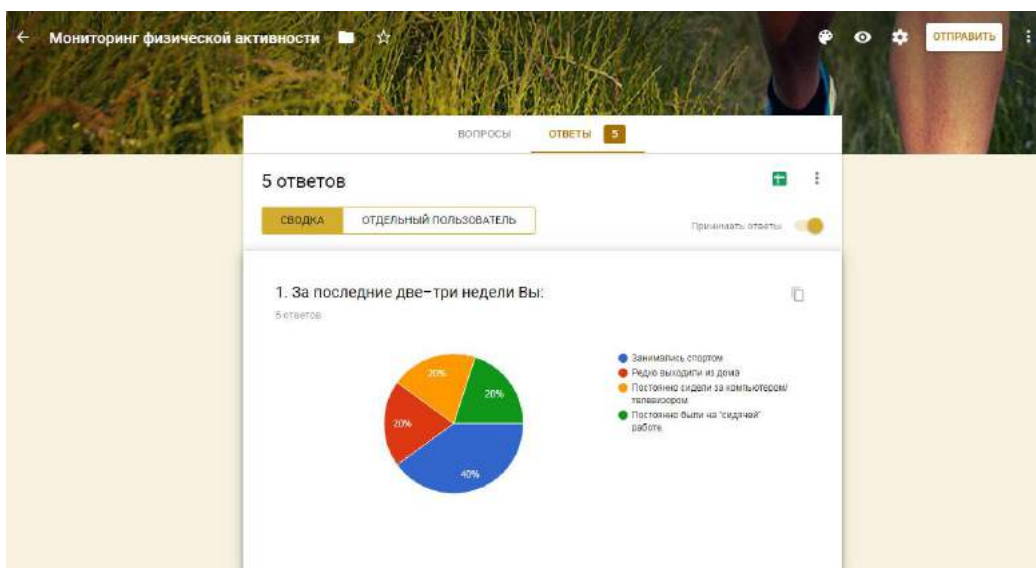 Мониторинг физической активности
ОТПРАВИТЬ
ВОПРОСЫ ОТВЕТЫ 5
5 ответов
СВОДКА ОТДЕЛЬНЫЙ ПОЛЬЗОВАТЕЛЬ
Принимать ответы
1. За последние две-три недели Вы:
5 ответов
20%
20%
20%
40%
Занимались спортом
Редко выходили из дома
Постоянно сидели за компьютером/
телевизором
Постоянно были на "сидячей"
работе